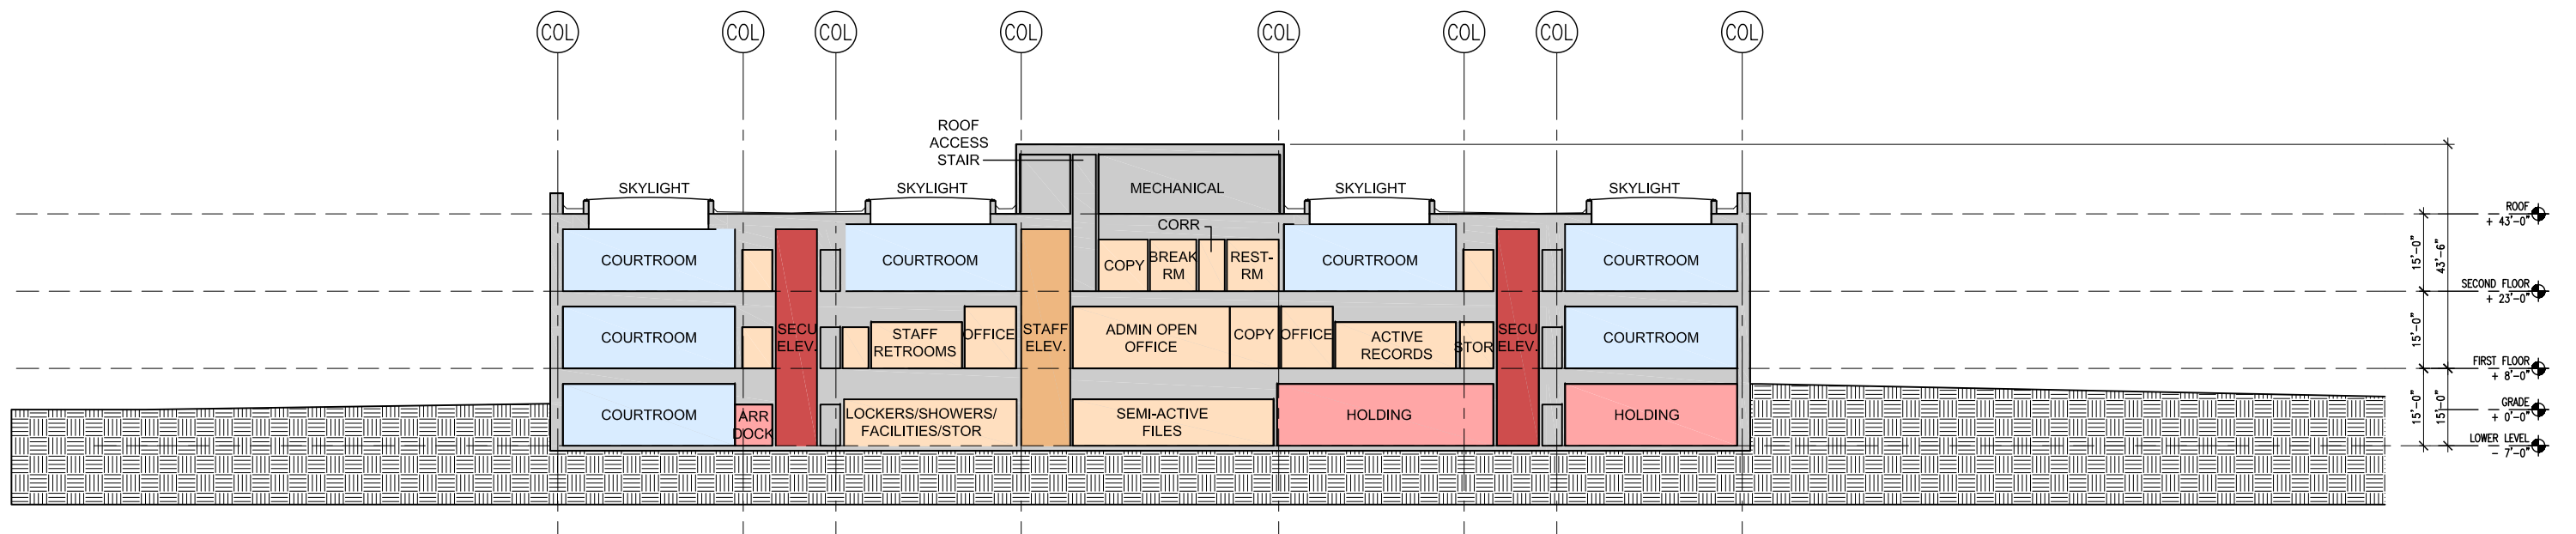 COL COL COL COL COL COL COL COL
ROOF
ACCESS
STAIR
SKYLIGHT SKYLIGHT MECHANICAL SKYLIGHT SKYLIGHT
CORR
COURTROOM COURTROOM COPY BREAK
RM REST-
RM COURTROOM COURTROOM
COURTROOM SECU
ELEV. STAFF
RETROOMS OFFICE STAFF
ELEV. ADMIN OPEN
OFFICE COPY OFFICE ACTIVE
RECORDS STOR SECU
ELEV. COURTROOM
COURTROOM ARR
DOCK LOCKERS/SHOWERS/
FACILITIES/STOR SEMI-ACTIVE
FILES HOLDING HOLDING
15'-0"
15'-0"
15'-0"
43'-6"
15'-0"
ROOF
+ 43'-0"
SECOND FLOOR
+ 23'-0"
FIRST FLOOR
+ 8'-0"
GRADE
+ 0'-0"
LOWER LEVEL
- 7'-0"